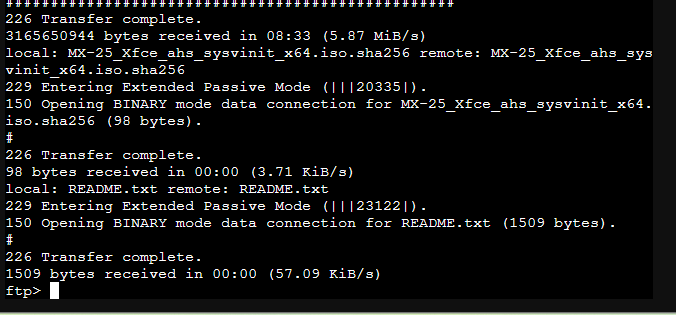 ###################################################
226 Transfer complete.
3165650944 bytes received in 08:33 (5.87 MiB/s)
local: MX-25_Xfce_ahs_sysvinit_x64.iso.sha256 remote: MX-25_Xfce_ahs_sys
vinit_x64.iso.sha256
229 Entering Extended Passive Mode (|||20335|).
150 Opening BINARY mode data connection for MX-25_Xfce_ahs_sysvinit_x64.
iso.sha256 (98 bytes).
#
226 Transfer complete.
98 bytes received in 00:00 (3.71 KiB/s)
local: README.txt remote: README.txt
229 Entering Extended Passive Mode (|||23122|).
150 Opening BINARY mode data connection for README.txt (1509 bytes).
#
226 Transfer complete.
1509 bytes received in 00:00 (57.09 KiB/s)
ftp>